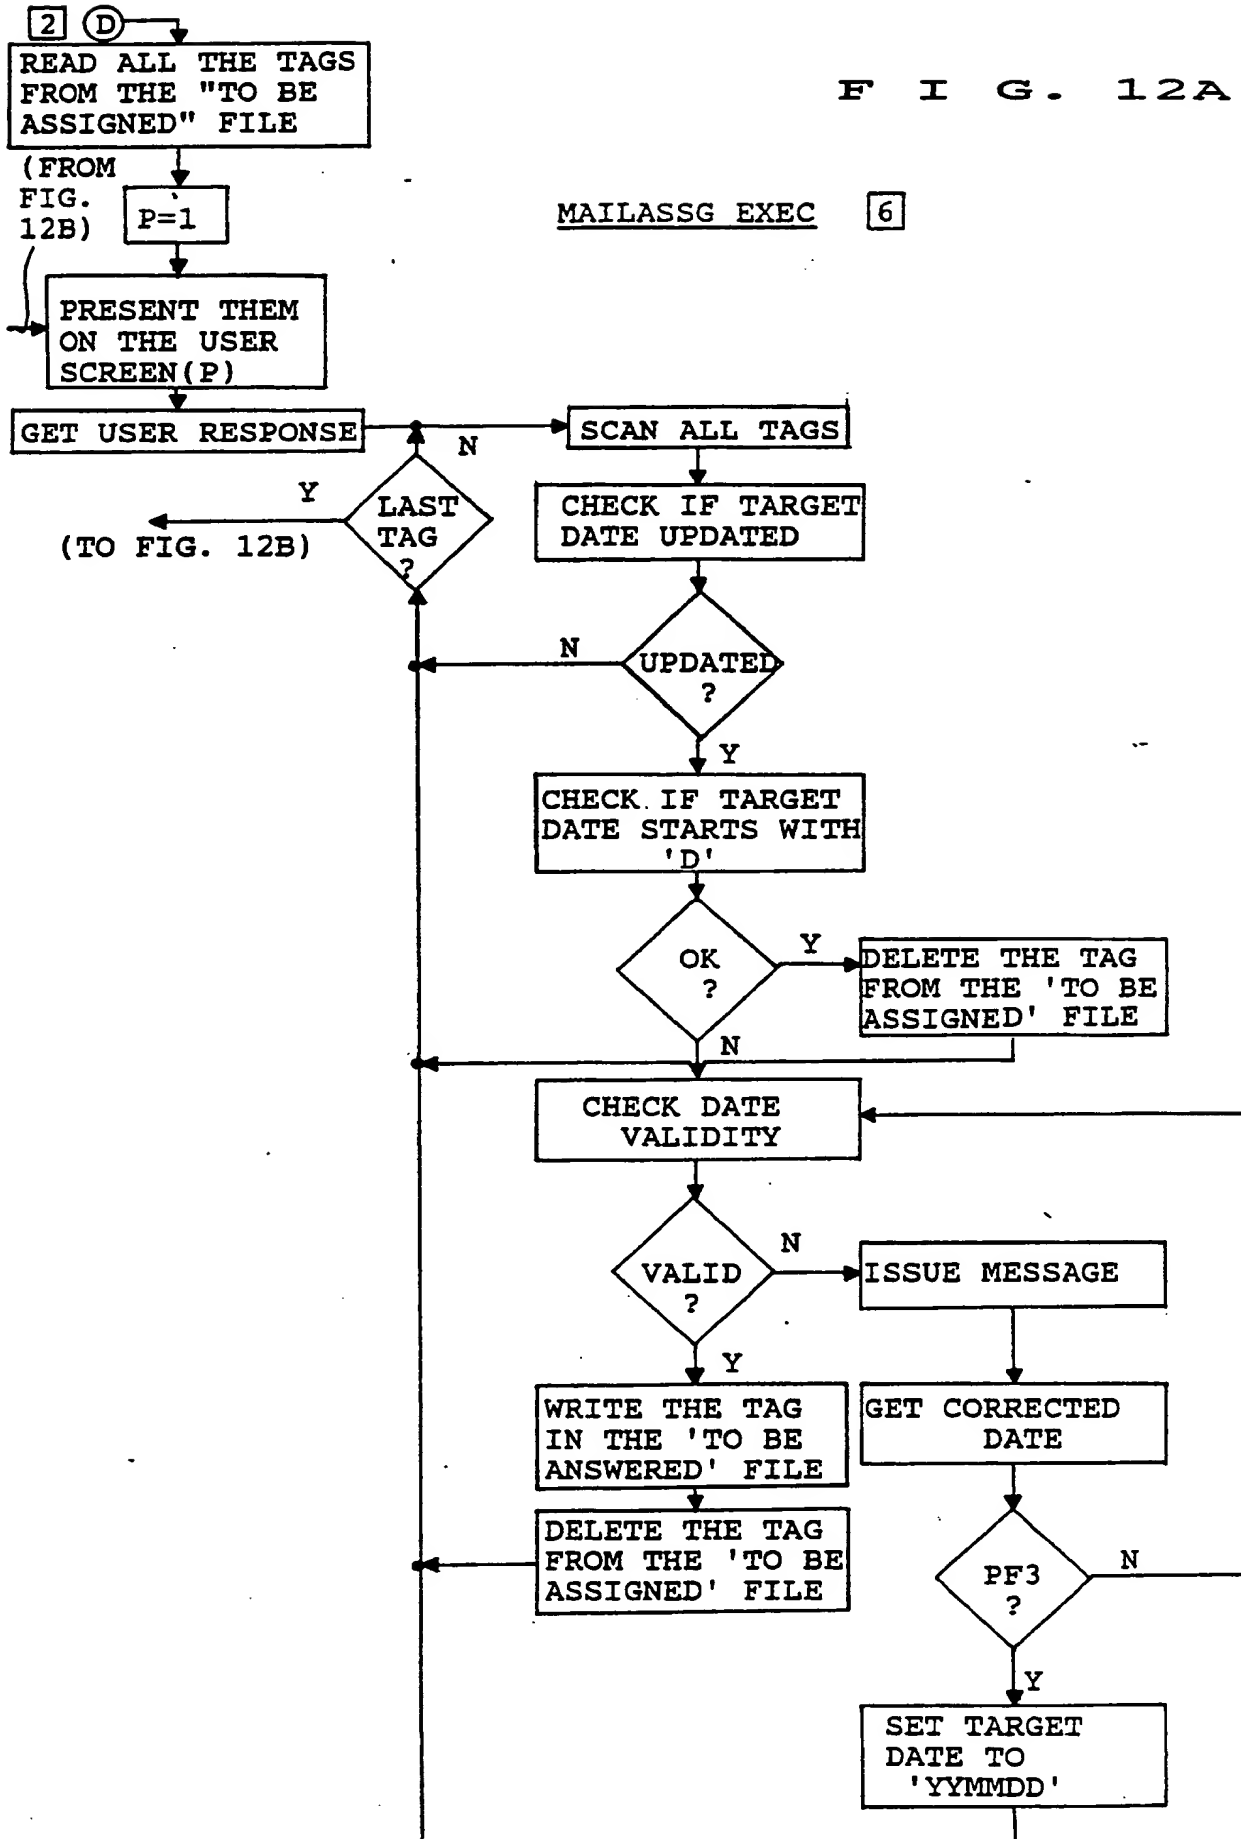 2 D
READ ALL THE TAGS
FROM THE "TO BE
ASSIGNED" FILE
F I G. 12A
(FROM
FIG.
12B)
P=1
MAILASSG EXEC 6
PRESENT THEM
ON THE USER
SCREEN(P)
GET USER RESPONSE
N
SCAN ALL TAGS
Y
LAST
TAG
?
(TO FIG. 12B)
CHECK IF TARGET
DATE UPDATED
N
UPDATED
?
Y
CHECK IF TARGET
DATE STARTS WITH
'D'
OK
?
Y
DELETE THE TAG
FROM THE 'TO BE
ASSIGNED' FILE
N
CHECK DATE
VALIDITY
VALID
?
N
ISSUE MESSAGE
Y
WRITE THE TAG
IN THE 'TO BE
ANSWERED' FILE
GET CORRECTED
DATE
DELETE THE TAG
FROM THE 'TO BE
ASSIGNED' FILE
PF3
?
N
Y
SET TARGET
DATE TO
'YYMMDD'